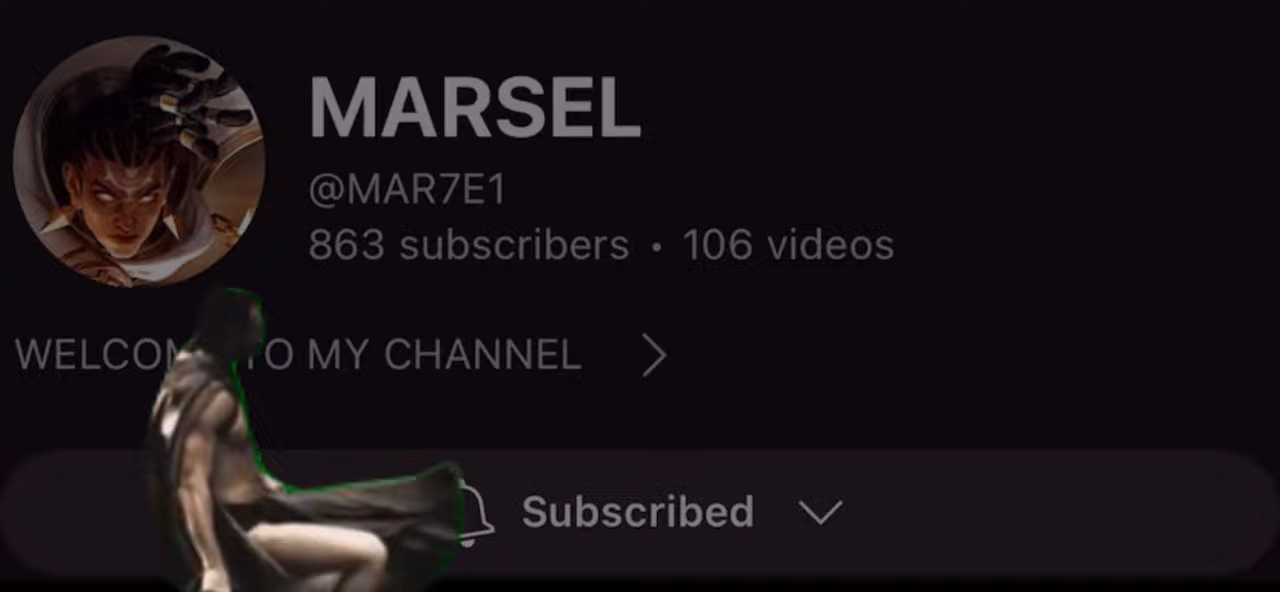 MARSEL
@MAR7E1
863 subscribers • 106 videos
TO MY CHANNEL
Subscribed